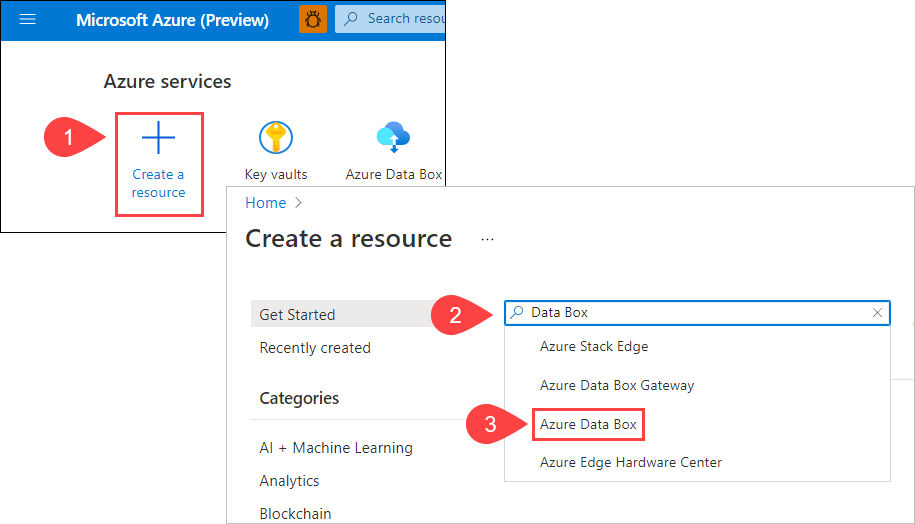 Microsoft Azure (Preview)
Search resou
Azure services
1
Create a
resource
Key vaults
Azure Data Box
Home >
Create a resource
...
Get Started
Recently created
Categories
AI + Machine Learning
Analytics
Blockchain
2
Data Box
Azure Stack Edge
Azure Data Box Gateway
3
Azure Data Box
Azure Edge Hardware Center